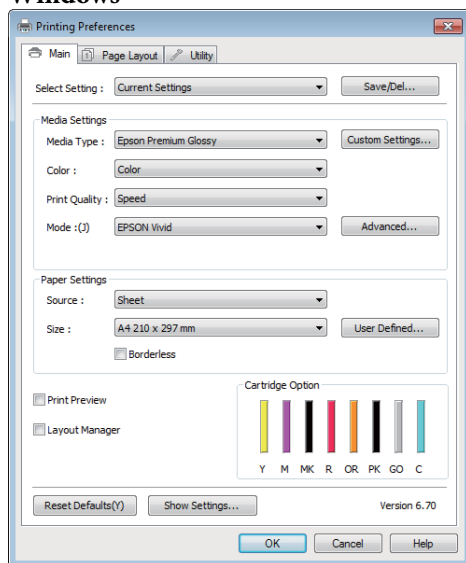 Windows
Printing Preferences
Main Page Layout Utility
Select Setting : Current Settings Save/Del...
Media Settings
Media Type : Epson Premium Glossy Custom Settings...
Color : Color
Print Quality : Speed
Mode :(J) EPSON Vivid Advanced...
Paper Settings
Source : Sheet
Size : A4 210 x 297 mm User Defined...
Borderless
Cartridge Option
Print Preview
Layout Manager
Y M MK R OR PK GO C
Reset Defaults(Y) Show Settings... Version 6.70
OK Cancel Help